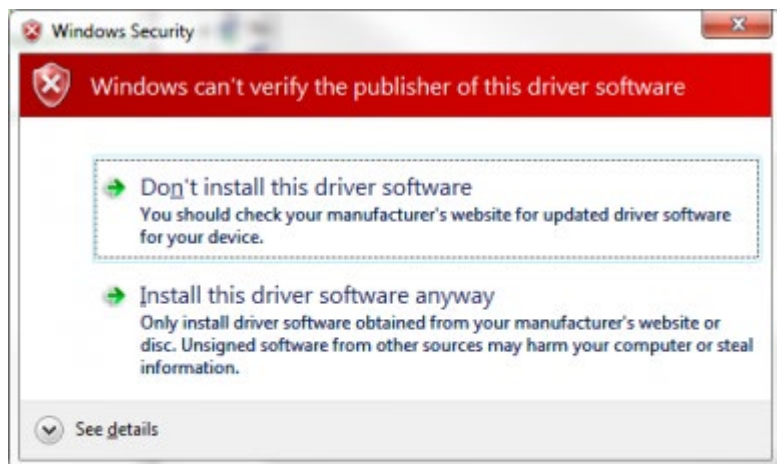 Windows Security
Windows can't verify the publisher of this driver software
Don't install this driver software
You should check your manufacturer's website for updated driver software
for your device.
Install this driver software anyway
Only install driver software obtained from your manufacturer's website or
disc. Unsigned software from other sources may harm your computer or steal
information.
See details